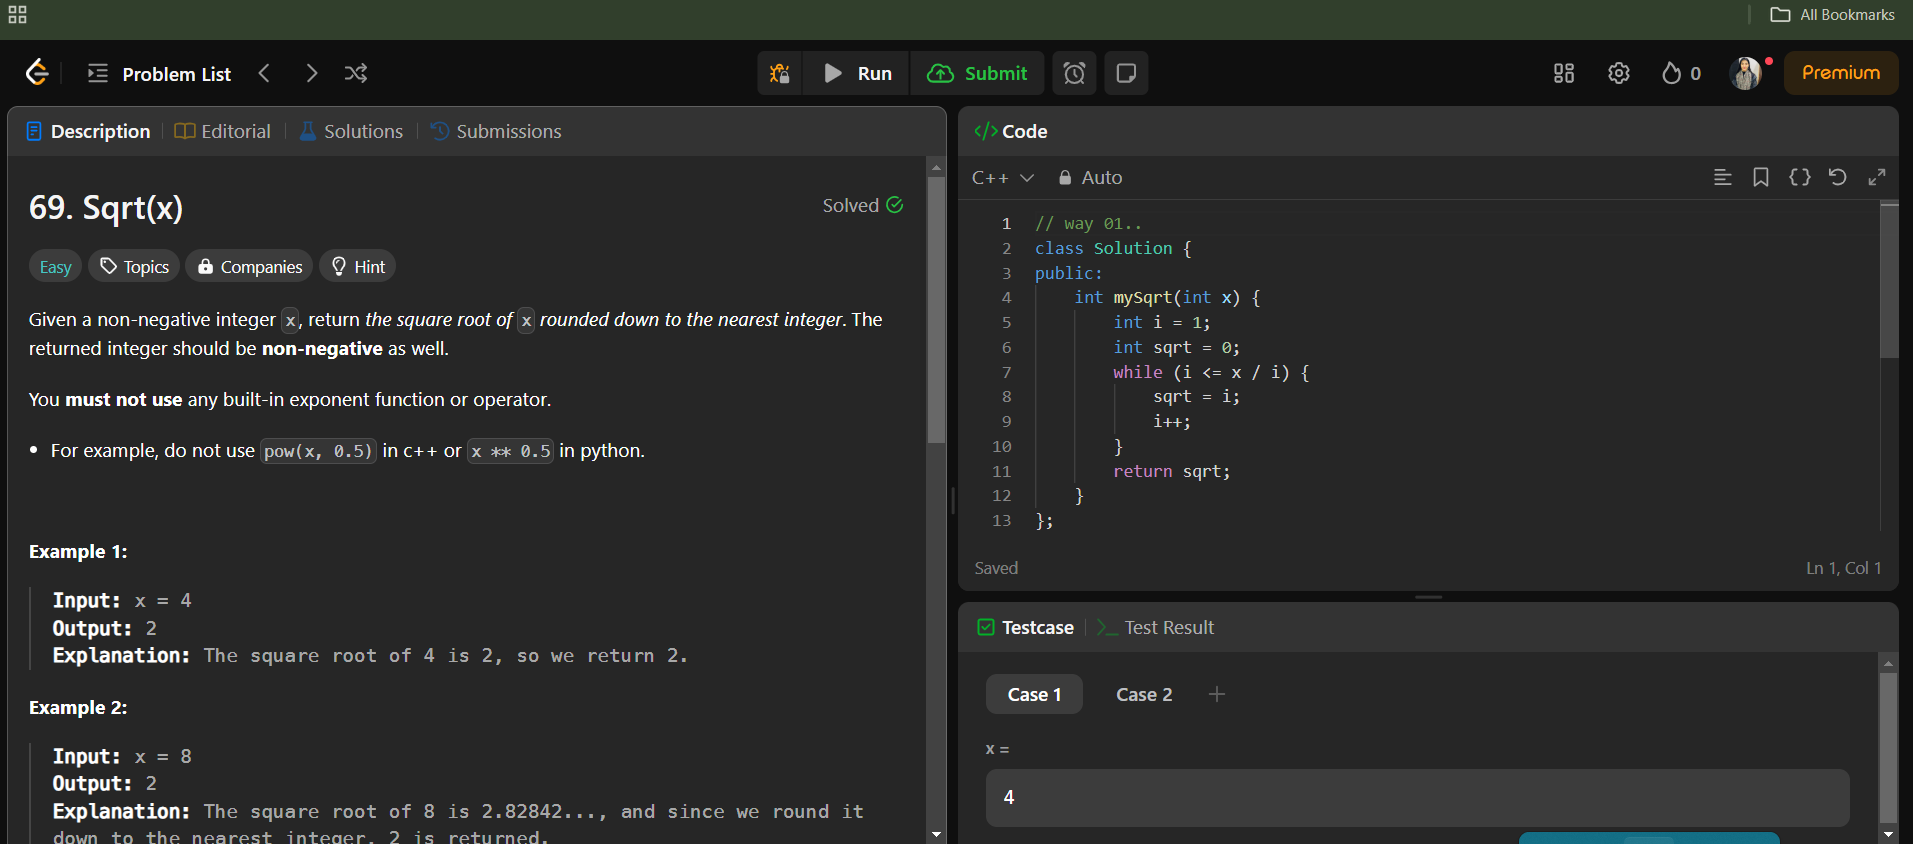 All Bookmarks
Problem List
Run
Submit
0
Premium
Description
Editorial
Solutions
Submissions
69. Sqrt(x)
Solved
Easy
Topics
Companies
Hint
Given a non-negative integer x, return the square root of x rounded down to the nearest integer. The
returned integer should be non-negative as well.
You must not use any built-in exponent function or operator.
• For example, do not use pow(x, 0.5) in c++ or x ** 0.5 in python.
Example 1:
Input: x = 4
Output: 2
Explanation: The square root of 4 is 2, so we return 2.
Example 2:
Input: x = 8
Output: 2
Explanation: The square root of 8 is 2.82842..., and since we round it
down to the nearest integer, 2 is returned.
</> Code
C++
Auto
1 // way 01..
2 class Solution {
3 public:
4     int mySqrt(int x) {
5         int i = 1;
6         int sqrt = 0;
7         while (i <= x / i) {
8             sqrt = i;
9             i++;
10         }
11         return sqrt;
12     }
13 };
Saved
Ln 1, Col 1
Testcase
>_ Test Result
Case 1
Case 2
+
x =
4